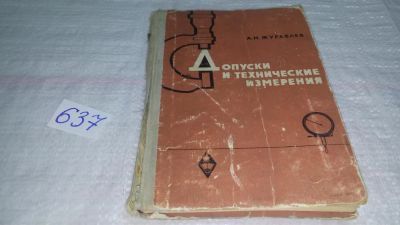 А.Н. ЖУРАВЛЕВ
ДОПУСКИ
И ТЕХНИЧЕСКИЕ
ИЗМЕРЕНИЯ
637